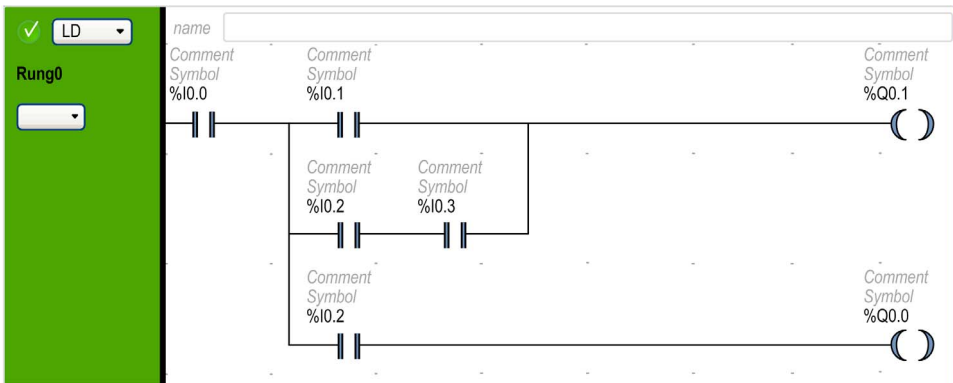 LD
name
Rung0
Comment
Symbol
%I0.0
Comment
Symbol
%I0.1
Comment
Symbol
%Q0.1
Comment
Symbol
%I0.2
Comment
Symbol
%I0.3
Comment
Symbol
%I0.2
Comment
Symbol
%Q0.0